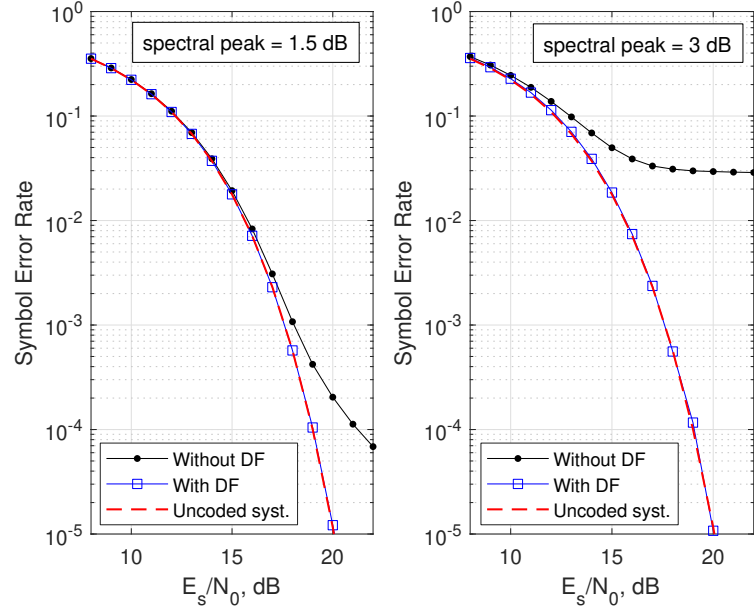 spectral peak = 1.5 dB
10^0
10^-1
10^-2
10^-3
10^-4
10^-5
Symbol Error Rate
Without DF
With DF
Uncoded syst.
10 15 20
E_s/N_0, dB
spectral peak = 3 dB
10^0
10^-1
10^-2
10^-3
10^-4
10^-5
Symbol Error Rate
Without DF
With DF
Uncoded syst.
10 15 20
E_s/N_0, dB